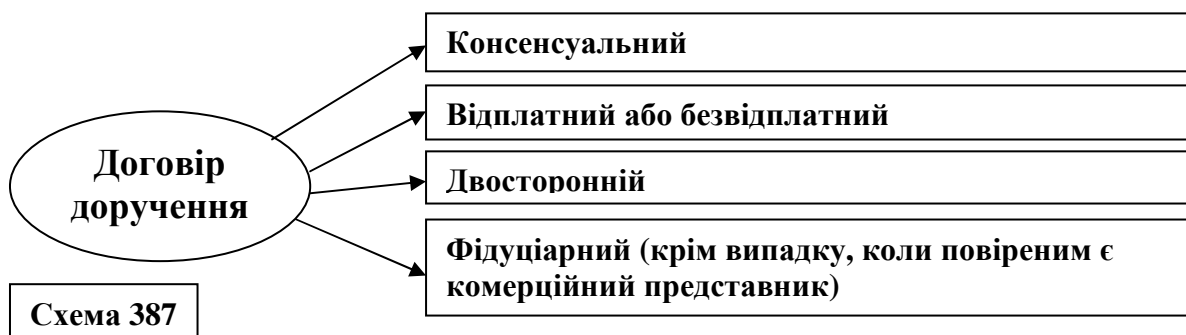 Консенсуальний
Відплатний або безвідплатний
Договір
доручення
Двосторонній
Фідуціарний (крім випадку, коли повіреним є
комерційний представник)
Схема 387